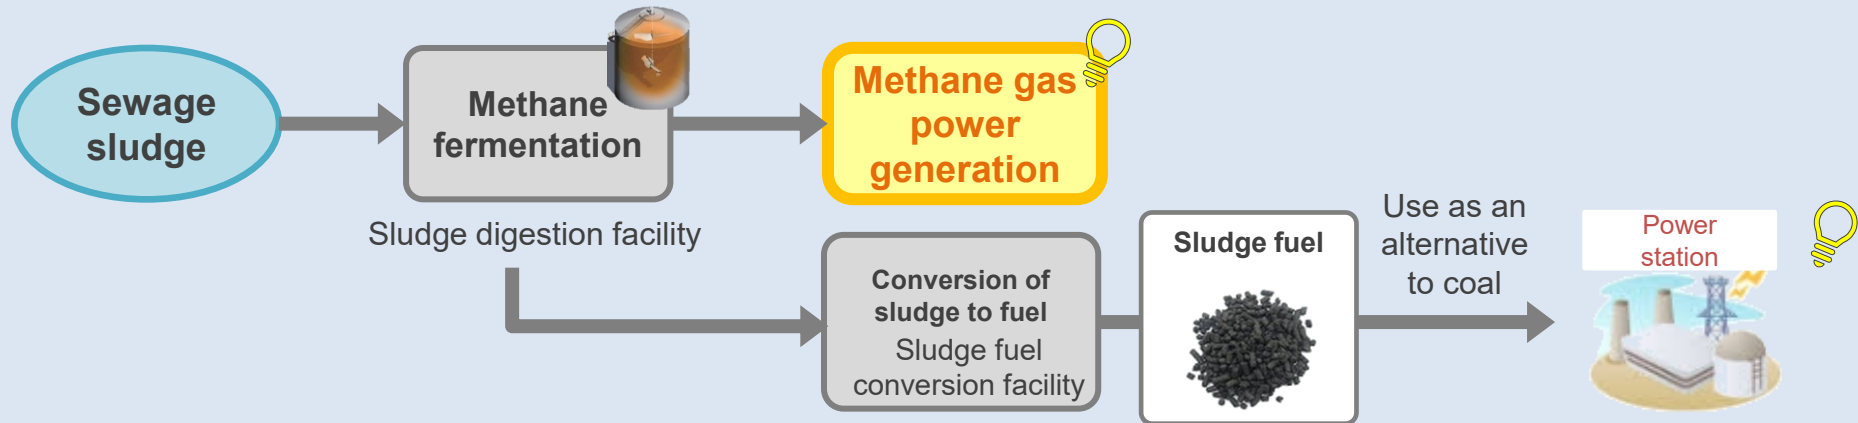 Sewage
sludge
Methane
fermentation
Sludge digestion facility
Methane gas
power
generation
Conversion of
sludge to fuel
Sludge fuel
conversion facility
Sludge fuel
Use as an
alternative
to coal
Power
station